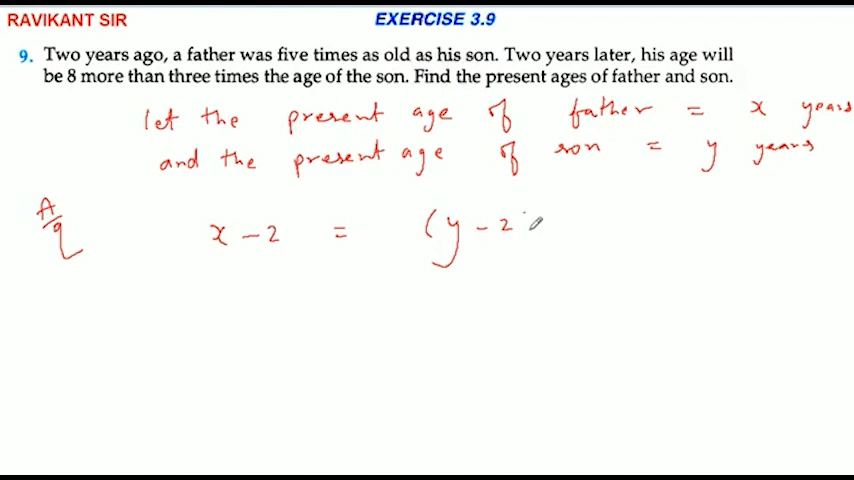 RAVIKANT SIR
EXERCISE 3.9
9. Two years ago, a father was five times as old as his son. Two years later, his age will
be 8 more than three times the age of the son. Find the present ages of father and son.
let the present age of father = x years
and the present age of son = y years
A/q x - 2 = (y - 2